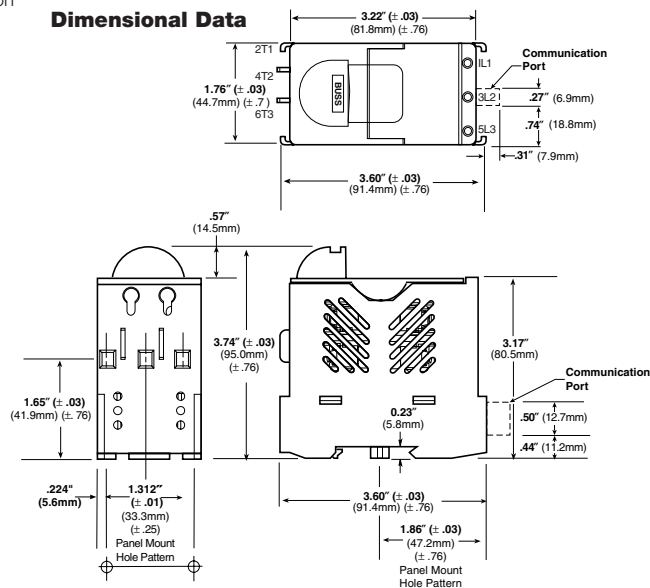 Dimensional Data
3.22″ (± .03)
(81.8mm) (± .76)
2T1
4T2
6T3
1.76″ (± .03)
(44.7mm) (± .7 )
BUSS
IL1
3L2
5L3
Communication
Port
.27″ (6.9mm)
.74″ (18.8mm)
.31″ (7.9mm)
3.60″ (± .03)
(91.4mm) (± .76)
.57″
(14.5mm)
3.74″ (± .03)
(95.0mm)
(± .76)
3.17″
(80.5mm)
1.65″ (± .03)
(41.9mm) (± .76)
0.23″
(5.8mm)
Communication
Port
.50″ (12.7mm)
.44″ (11.2mm)
.224"
(5.6mm)
1.312″
(± .01)
(33.3mm)
(± .25)
Panel Mount
Hole Pattern
3.60″ (± .03)
(91.4mm) (± .76)
1.86″ (± .03)
(47.2mm)
(± .76)
Panel Mount
Hole Pattern